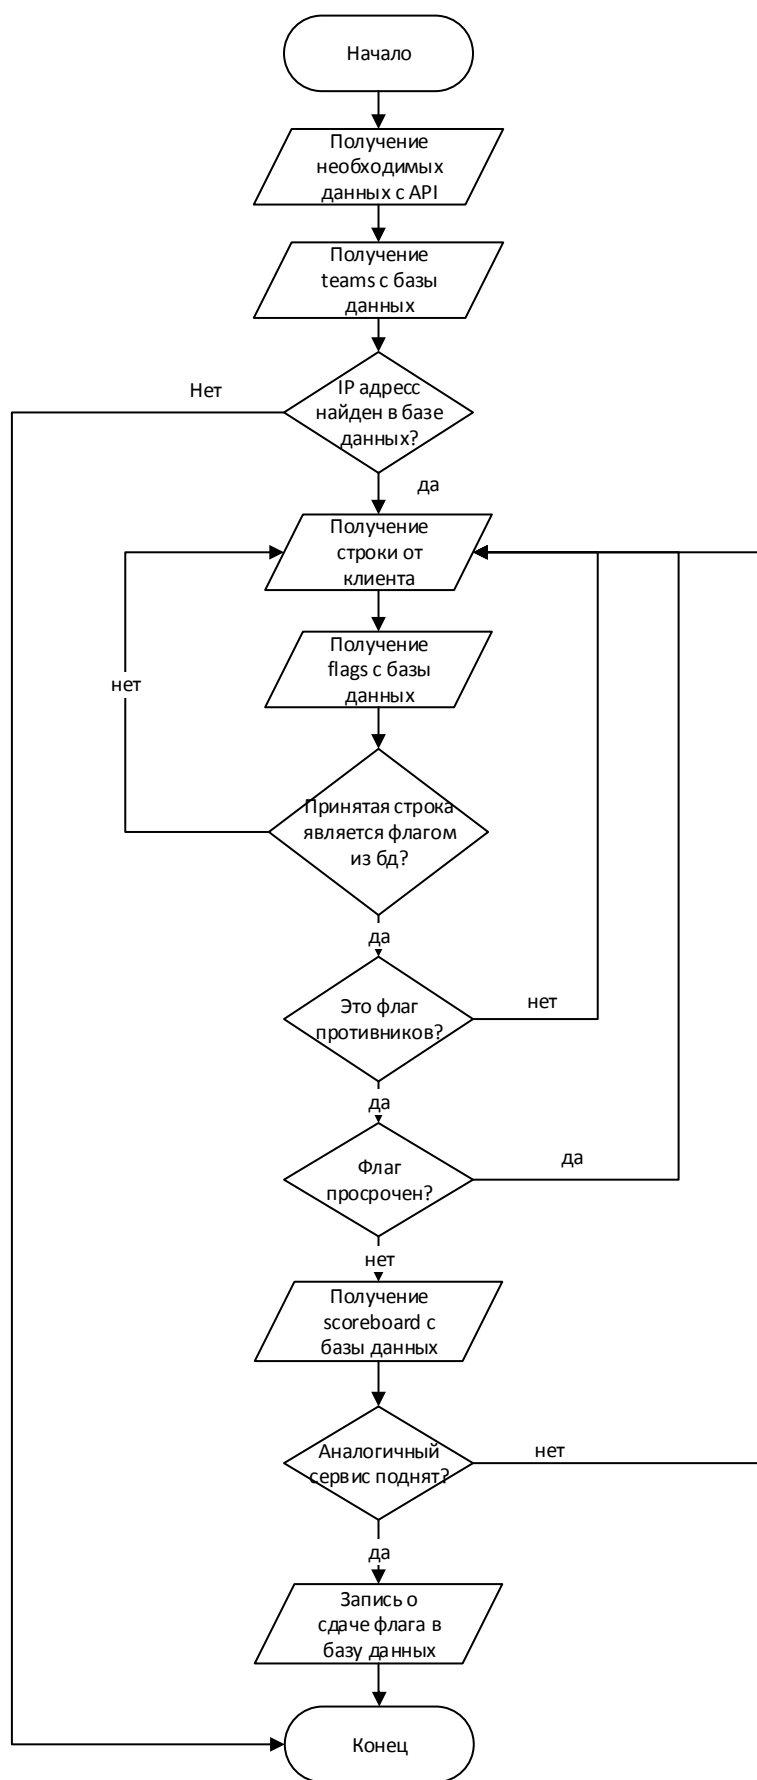 Начало
Получение
необходимых
данных с API
Получение
teams с базы
данных
Нет
IP адресс
найден в базе
данных?
да
Получение
строки от
клиента
Получение
flags с базы
данных
нет
Принятая строка
является флагом
из бд?
да
Это флаг
противников?
нет
да
Флаг
просрочен?
да
нет
Получение
scoreboard с
базы данных
Аналогичный
сервис поднят?
нет
да
Запись о
сдаче флага в
базу данных
Конец